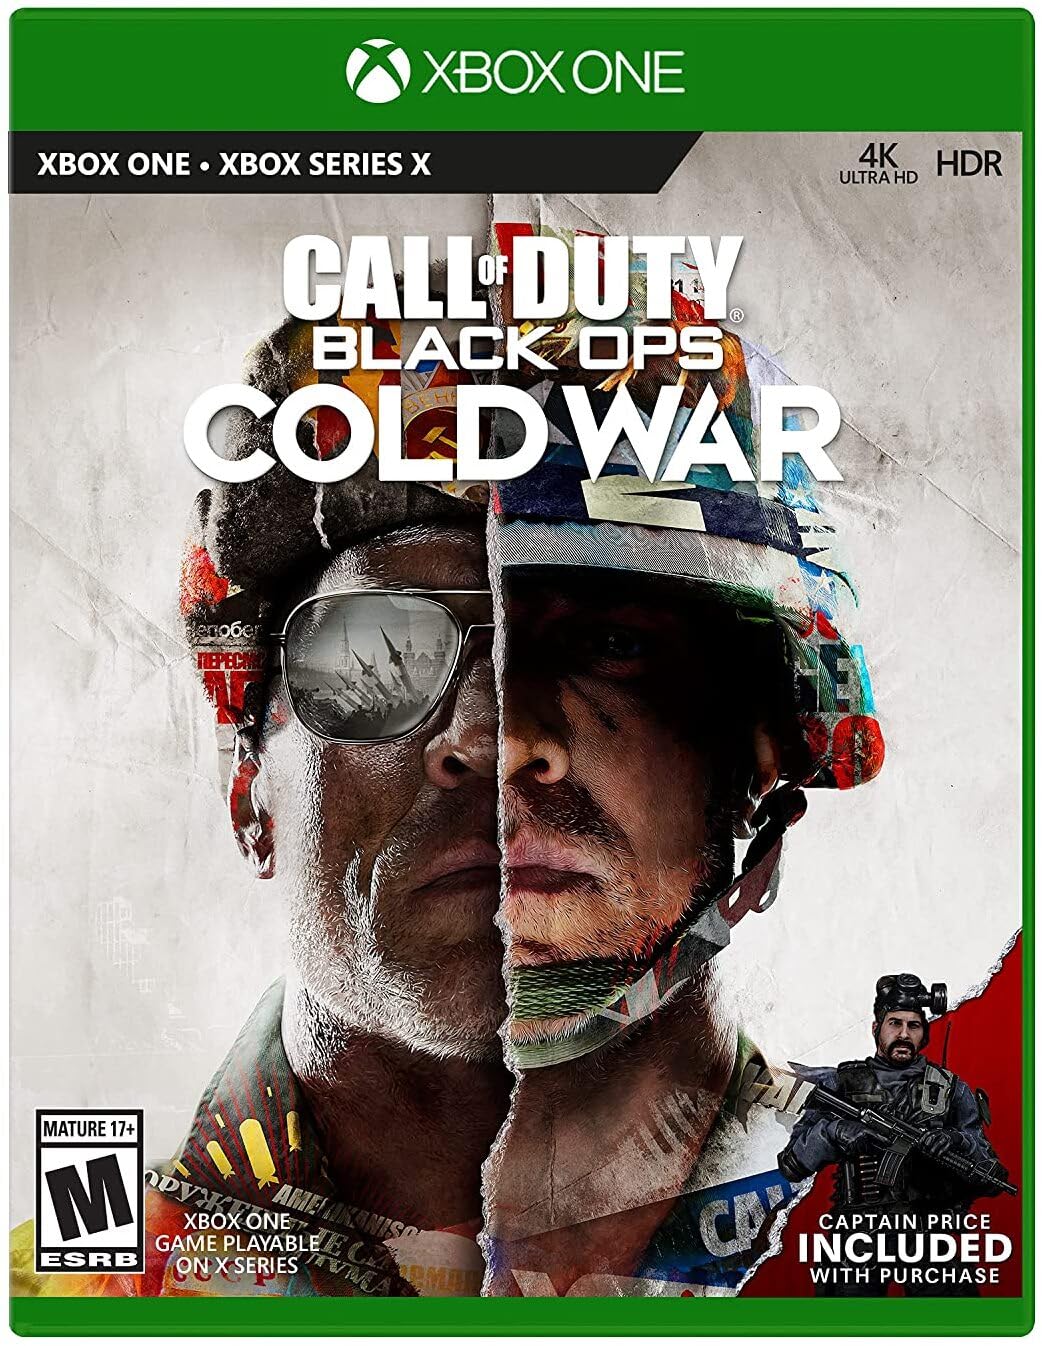 XBOX ONE
XBOX ONE • XBOX SERIES X
4K
ULTRA HD
HDR
CALL OF DUTY®
BLACK OPS
COLD WAR
ПЕРЕС
MATURE 17+
M
ESRB
XBOX ONE
GAME PLAYABLE
ON X SERIES
CAPTAIN PRICE
INCLUDED
WITH PURCHASE